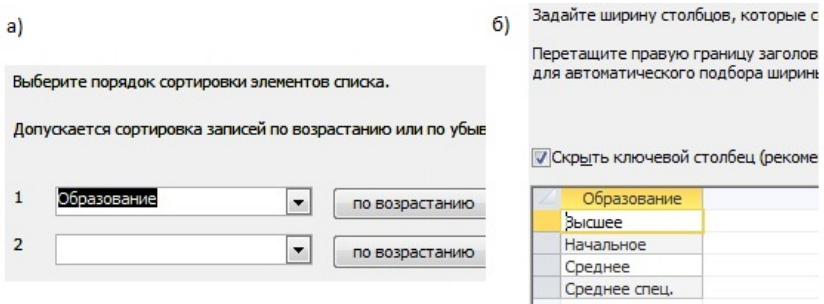 а)
Выберите порядок сортировки элементов списка.
Допускается сортировка записей по возрастанию или по убыв
1 Образование по возрастанию
2 по возрастанию
б)
Задайте ширину столбцов, которые с
Перетащите правую границу заголов
для автоматического подбора ширины
Скрыть ключевой столбец (рекоме
Образование
Высшее
Начальное
Среднее
Среднее спец.